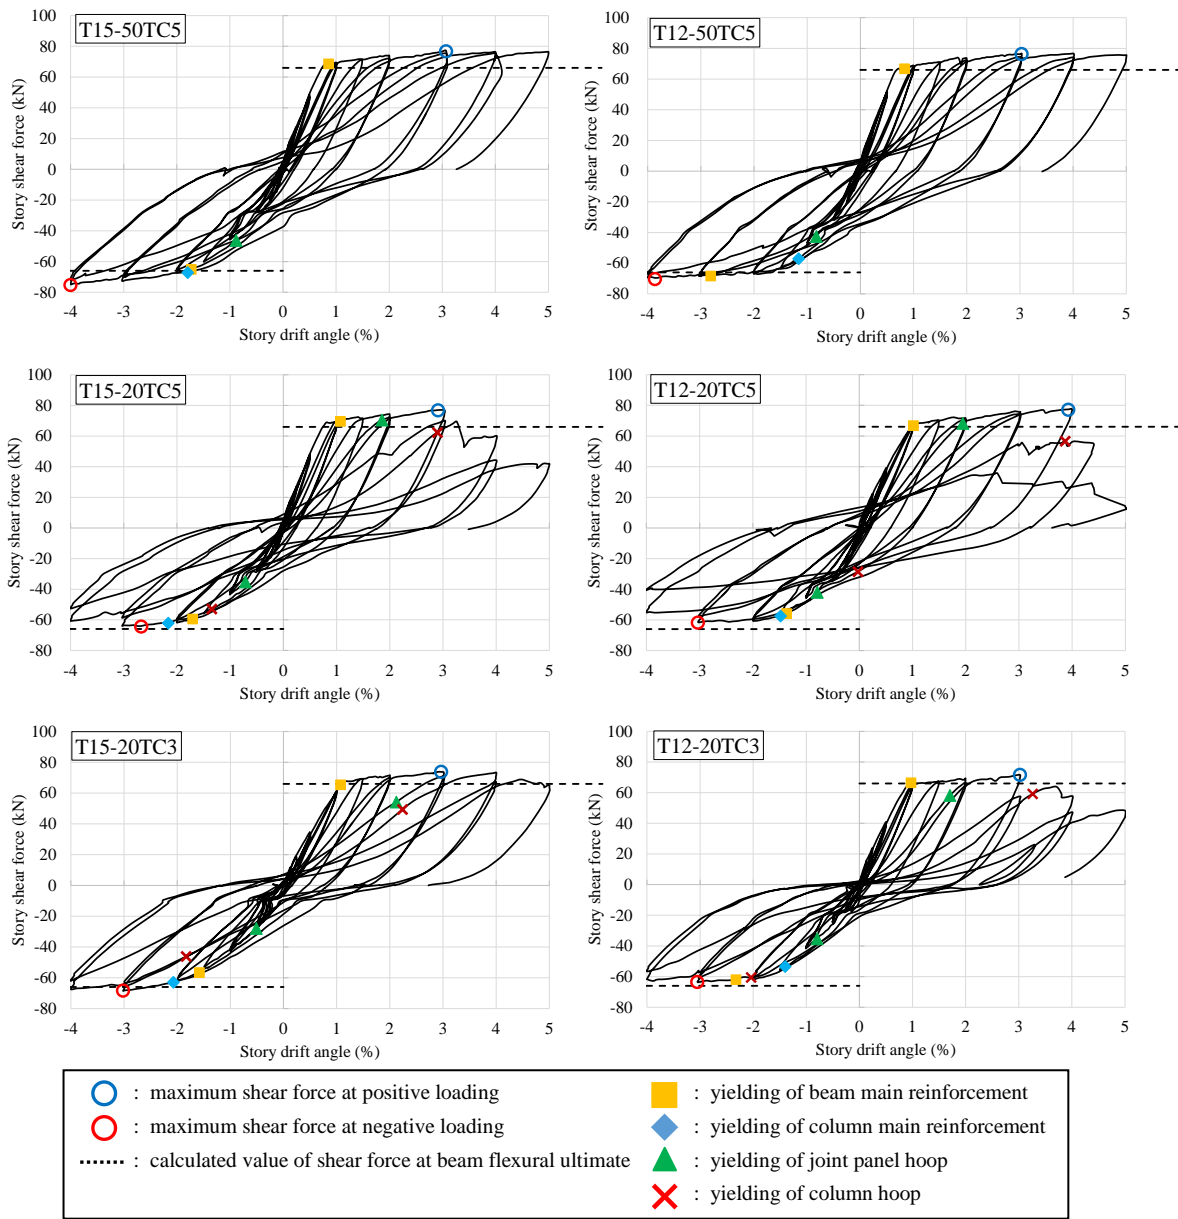 T15-50TC5
100
80
60
40
20
0
-20
-40
-60
-80
-4 -3 -2 -1 0 1 2 3 4 5
Story shear force (kN)
Story drift angle (%)
T12-50TC5
100
80
60
40
20
0
-20
-40
-60
-80
-4 -3 -2 -1 0 1 2 3 4 5
Story shear force (kN)
Story drift angle (%)
T15-20TC5
100
80
60
40
20
0
-20
-40
-60
-80
-4 -3 -2 -1 0 1 2 3 4 5
Story shear force (kN)
Story drift angle (%)
T12-20TC5
100
80
60
40
20
0
-20
-40
-60
-80
-4 -3 -2 -1 0 1 2 3 4 5
Story shear force (kN)
Story drift angle (%)
T15-20TC3
100
80
60
40
20
0
-20
-40
-60
-80
-4 -3 -2 -1 0 1 2 3 4 5
Story shear force (kN)
Story drift angle (%)
T12-20TC3
100
80
60
40
20
0
-20
-40
-60
-80
-4 -3 -2 -1 0 1 2 3 4 5
Story shear force (kN)
Story drift angle (%)
: maximum shear force at positive loading
: maximum shear force at negative loading
: calculated value of shear force at beam flexural ultimate
: yielding of beam main reinforcement
: yielding of column main reinforcement
: yielding of joint panel hoop
: yielding of column hoop